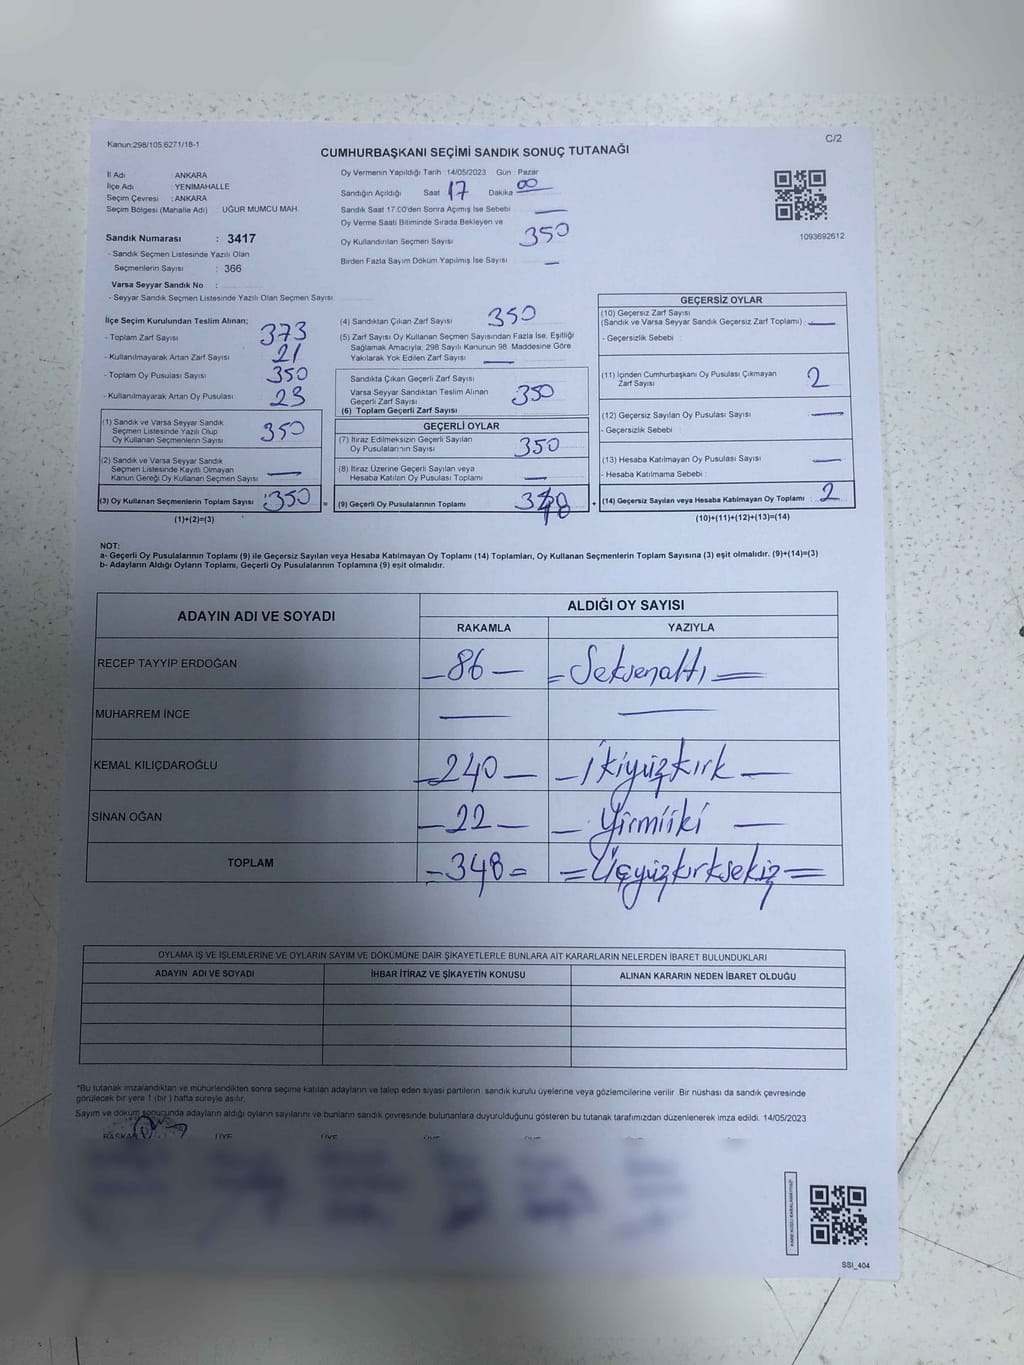 Kanun:298/105,6271/18-1
C/2
CUMHURBAŞKANI SEÇİMİ SANDIK SONUÇ TUTANAĞI
İl Adı : ANKARA
İlçe Adı : YENİMAHALLE
Seçim Çevresi : ANKARA
Seçim Bölgesi (Mahalle Adı) : UĞUR MUMCU MAH.
Sandık Numarası : 3417
- Sandık Seçmen Listesinde Yazılı Olan
Seçmenlerin Sayısı : 366
Varsa Seyyar Sandık No :
- Seyyar Sandık Seçmen Listesinde Yazılı Olan Seçmen Sayısı
Oy Vermenin Yapıldığı Tarih 14/05/2023 Gün : Pazar
Sandığın Açıldığı Saat 17 Dakika 00
Sandık Saat 17:00'den Sonra Açımış İse Sebebi —
Oy Verme Saati Bitiminde Sırada Bekleyen ve
Oy Kullandırılan Seçmen Sayısı 350
Birden Fazla Sayım Döküm Yapılmış İse Sayısı —
1093692612
İlçe Seçim Kurulundan Teslim Alınan;
- Toplam Zarf Sayısı 373
- Kullanılmayarak Artan Zarf Sayısı 21
- Toplam Oy Pusulası Sayısı 350
- Kullanılmayarak Artan Oy Pusulası 23
(1) Sandık ve Varsa Seyyar Sandık
Seçmen Listesinde Yazılı Olup
Oy Kullanan Seçmenlerin Sayısı 350
(2) Sandık ve Varsa Seyyar Sandık
Seçmen Listesinde Kayıtlı Olmayan
Kanun Gereği Oy Kullanan Seçmen Sayısı —
(3) Oy Kullanan Seçmenlerin Toplam Sayısı :350
(1)+(2)=(3)
(4) Sandıktan Çıkan Zarf Sayısı 350
(5) Zarf Sayısı Oy Kullanan Seçmen Sayısından Fazla İse, Eşitliği
Sağlamak Amacıyla, 298 Sayılı Kanunun 98. Maddesine Göre
Yakılarak Yok Edilen Zarf Sayısı —
Sandıkta Çıkan Geçerli Zarf Sayısı
Varsa Seyyar Sandıktan Teslim Alınan
Geçerli Zarf Sayısı
(6) Toplam Geçerli Zarf Sayısı 350
GEÇERLİ OYLAR
(7) İtiraz Edilmeksizin Geçerli Sayılan
Oy Pusulalarının Sayısı 350
(8) İtiraz Üzerine Geçerli Sayılan veya
Hesaba Katılan Oy Pusulası Toplamı —
= (9) Geçerli Oy Pusulalarının Toplamı 348
GEÇERSİZ OYLAR
(10) Geçersiz Zarf Sayısı
(Sandık ve Varsa Seyyar Sandık Geçersiz Zarf Toplamı) —
- Geçersizlik Sebebi
(11) İçinden Cumhurbaşkanı Oy Pusulası Çıkmayan
Zarf Sayısı 2
(12) Geçersiz Sayılan Oy Pusulası Sayısı —
- Geçersizlik Sebebi
(13) Hesaba Katılmayan Oy Pusulası Sayısı —
- Hesaba Katılmama Sebebi :
+ (14) Geçersiz Sayılan veya Hesaba Katılmayan Oy Toplamı 2
(10)+(11)+(12)+(13)=(14)
NOT:
a- Geçerli Oy Pusulalarının Toplamı (9) ile Geçersiz Sayılan veya Hesaba Katılmayan Oy Toplamı (14) Toplamları, Oy Kullanan Seçmenlerin Toplam Sayısına (3) eşit olmalıdır. (9)+(14)=(3)
b- Adayların Aldığı Oyların Toplamı, Geçerli Oy Pusulalarının Toplamına (9) eşit olmalıdır.
ADAYIN ADI VE SOYADI ALDIĞI OY SAYISI
RAKAMLA YAZIYLA
RECEP TAYYİP ERDOĞAN — 86 — = Seksenaltı =
MUHARREM İNCE — —
KEMAL KILIÇDAROĞLU — 240 — — İkiyüzkırk —
SİNAN OĞAN — 22 — — Yirmiiki —
TOPLAM = 348 = = Üçyüzkırksekiz =
OYLAMA İŞ VE İŞLEMLERİNE VE OYLARIN SAYIM VE DÖKÜMÜNE DAİR ŞİKAYETLERLE BUNLARA AİT KARARLARIN NELERDEN İBARET BULUNDUKLARI
ADAYIN ADI VE SOYADI İHBAR İTİRAZ VE ŞİKAYETİN KONUSU ALINAN KARARIN NEDEN İBARET OLDUĞU
*Bu tutanak imzalandıktan ve mühürlendikten sonra seçime katılan adayların ve talep eden siyasi partilerin sandık kurulu üyelerine veya gözlemcilerine verilir. Bir nüshası da sandık çevresinde
görülecek bir yere 1 (bir ) hafta süreyle asılır.
Sayım ve döküm sonucunda adayların aldığı oyların sayılarını ve bunların sandık çevresinde bulunanlara duyurulduğunu gösteren bu tutanak tarafımızdan düzenlenerek imza edildi. 14/05/2023
BAŞKAN ÜYE ÜYE ÜYE
SSİ_404